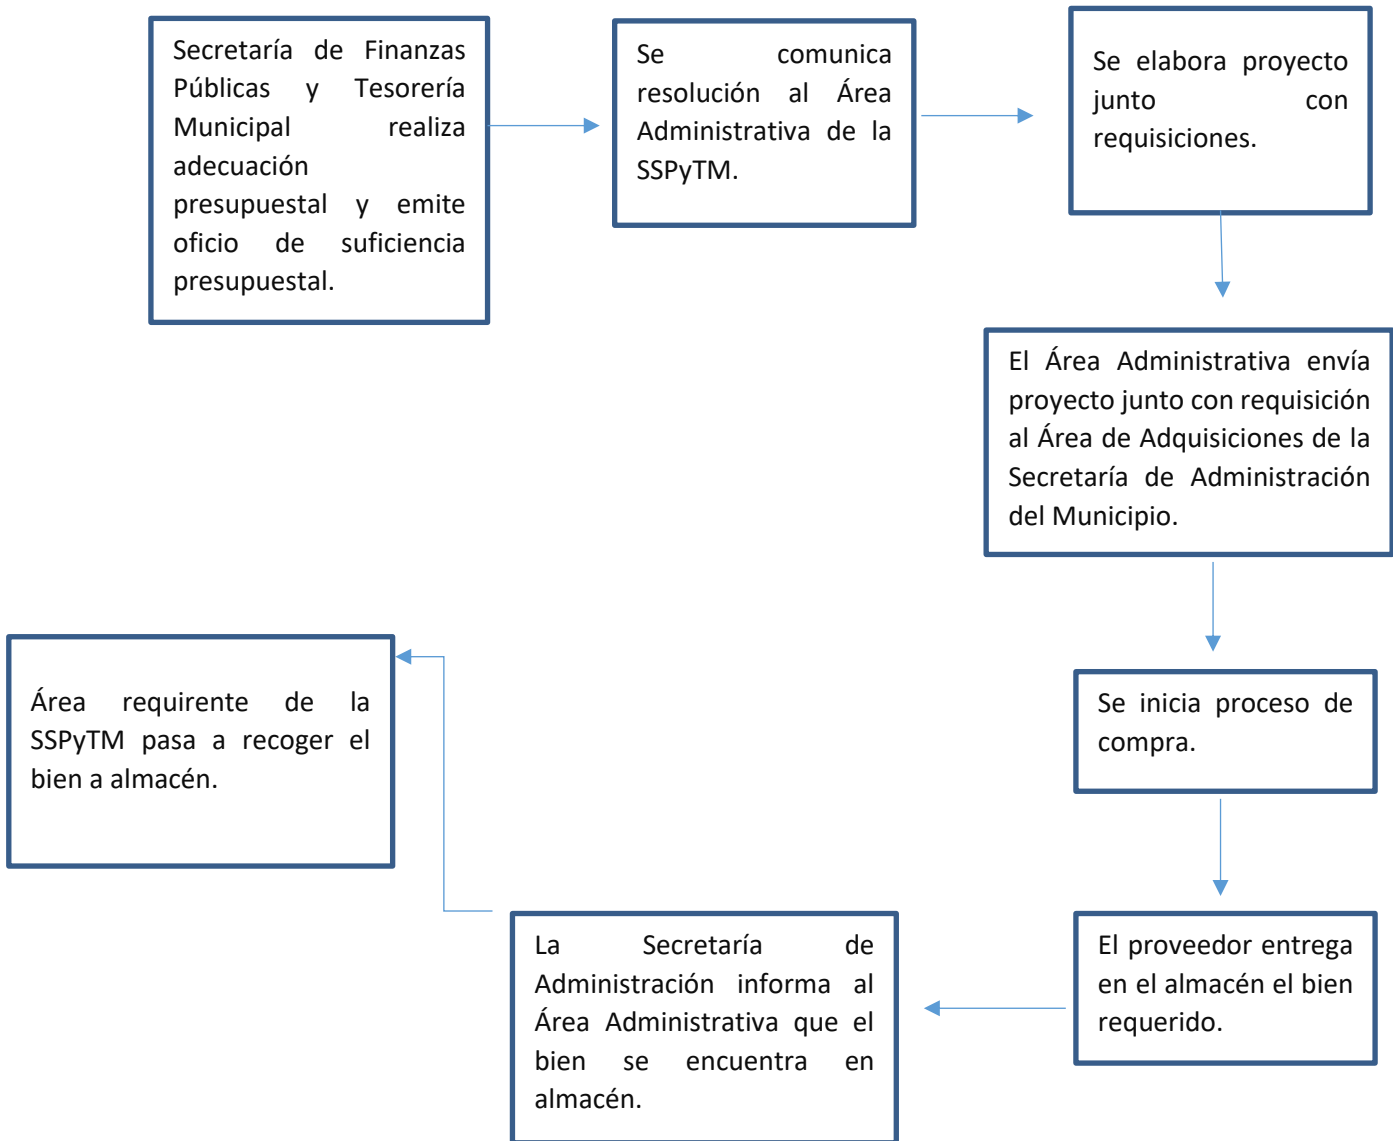 Secretaría de Finanzas
Públicas y Tesorería
Municipal realiza
adecuación
presupuestal y emite
oficio de suficiencia
presupuestal.
Se comunica
resolución al Área
Administrativa de la
SSPyTM.
Se elabora proyecto
junto con
requisiciones.
El Área Administrativa envía
proyecto junto con requisición
al Área de Adquisiciones de la
Secretaría de Administración
del Municipio.
Se inicia proceso de
compra.
El proveedor entrega
en el almacén el bien
requerido.
La Secretaría de
Administración informa al
Área Administrativa que el
bien se encuentra en
almacén.
Área requirente de la
SSPyTM pasa a recoger el
bien a almacén.